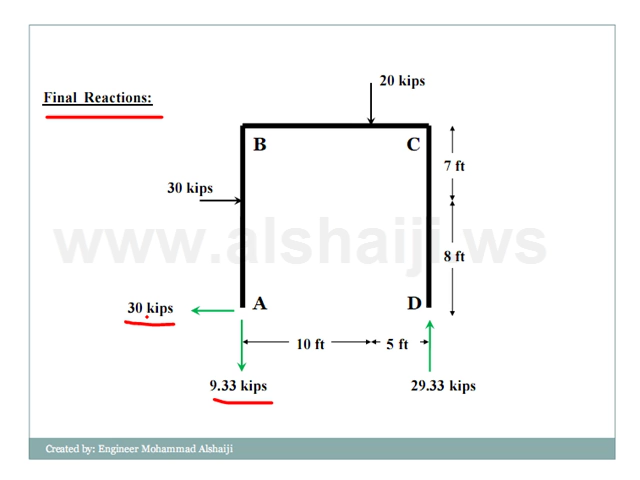 20 kips
Final Reactions:
B
C
7 ft
30 kips
www.alshaiji.ws
8 ft
30 kips
A
D
10 ft
5 ft
9.33 kips
29.33 kips
Created by: Engineer Mohammad Alshaiji